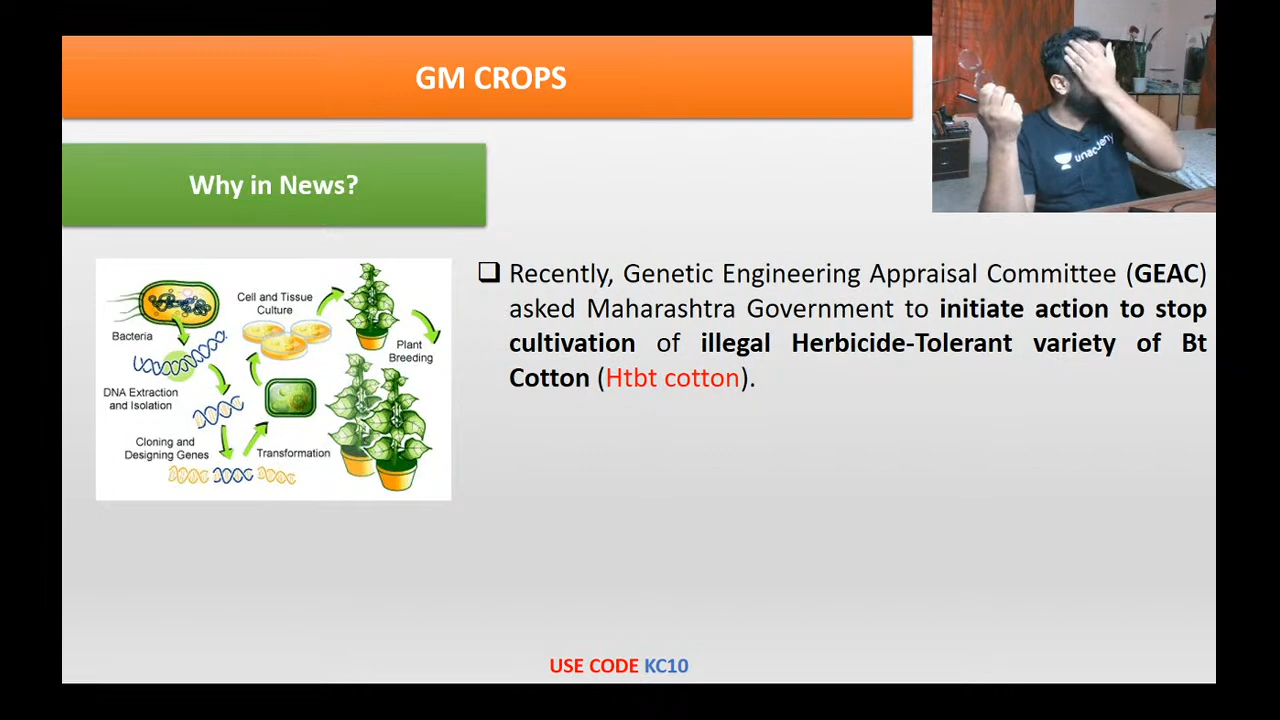 GM CROPS
Why in News?
unacademy
Bacteria
Cell and Tissue
Culture
Plant
Breeding
DNA Extraction
and Isolation
Cloning and
Designing Genes
Transformation
❑ Recently, Genetic Engineering Appraisal Committee (GEAC)
asked Maharashtra Government to initiate action to stop
cultivation of illegal Herbicide-Tolerant variety of Bt
Cotton (Htbt cotton).
USE CODE KC10